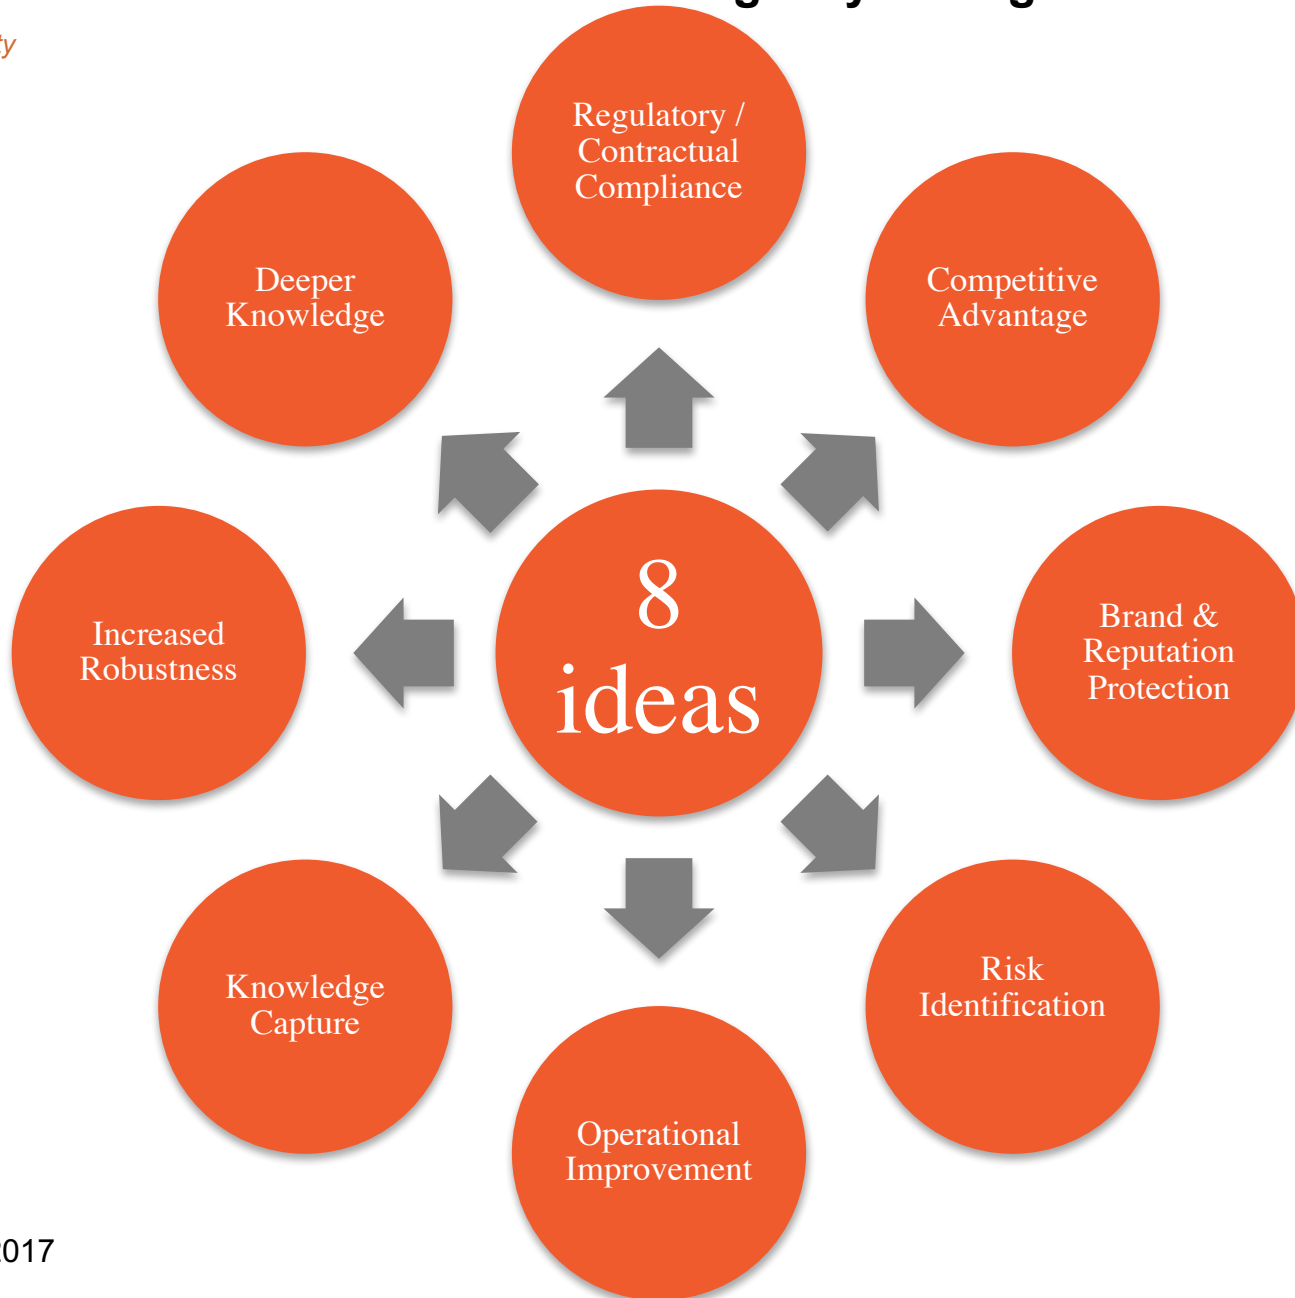 Regulatory /
Contractual
Compliance
Competitive
Advantage
Brand &
Reputation
Protection
Risk
Identification
Operational
Improvement
Knowledge
Capture
Increased
Robustness
Deeper
Knowledge
8
ideas